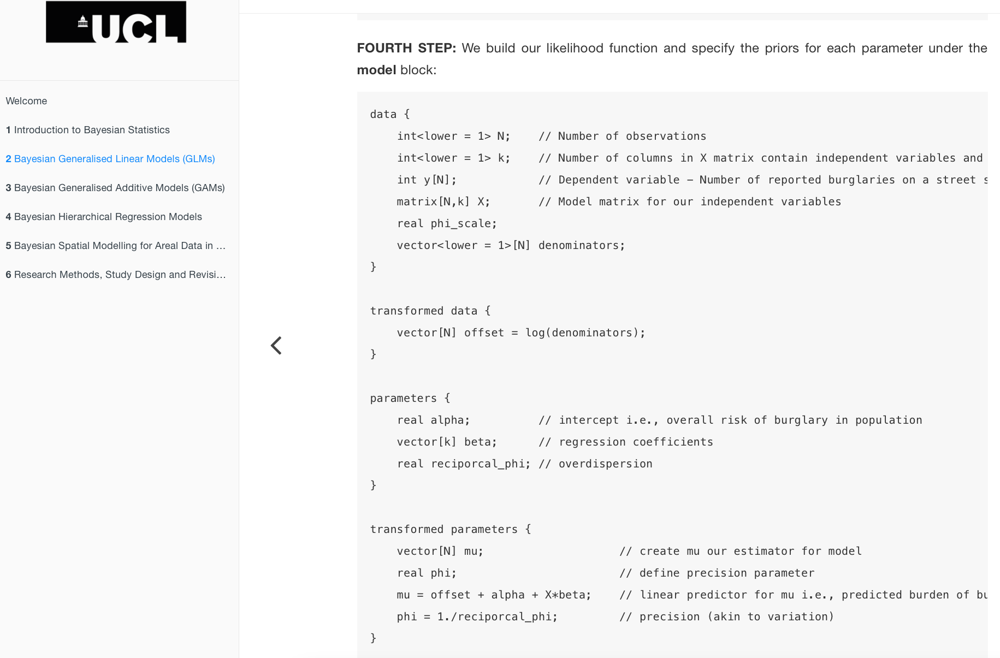 UCL
Welcome
1 Introduction to Bayesian Statistics
2 Bayesian Generalised Linear Models (GLMs)
3 Bayesian Generalised Additive Models (GAMs)
4 Bayesian Hierarchical Regression Models
5 Bayesian Spatial Modelling for Areal Data in …
6 Research Methods, Study Design and Revisi…
FOURTH STEP: We build our likelihood function and specify the priors for each parameter under the
model block:
data {
    int<lower = 1> N;    // Number of observations
    int<lower = 1> k;    // Number of columns in X matrix contain independent variables and
    int y[N];            // Dependent variable – Number of reported burglaries on a street
    matrix[N,k] X;       // Model matrix for our independent variables
    real phi_scale;
    vector<lower = 1>[N] denominators;
}
transformed data {
    vector[N] offset = log(denominators);
}
parameters {
    real alpha;          // intercept i.e., overall risk of burglary in population
    vector[k] beta;      // regression coefficients
    real reciporcal_phi; // overdispersion
}
transformed parameters {
    vector[N] mu;                    // create mu our estimator for model
    real phi;                        // define precision parameter
    mu = offset + alpha + X*beta;    // linear predictor for mu i.e., predicted burden of
    phi = 1./reciporcal_phi;         // precision (akin to variation)
}